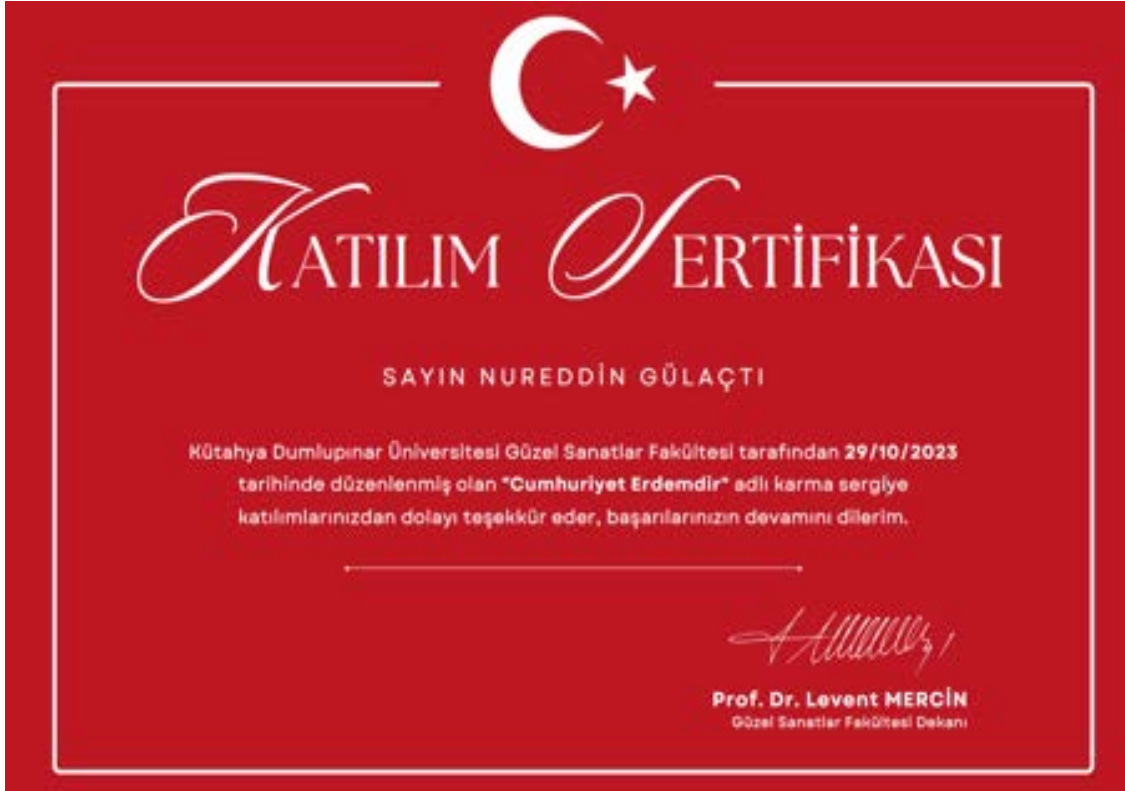 KATILIM SERTİFİKASI
SAYIN NUREDDİN GÜLAÇTI
Kütahya Dumlupınar Üniversitesi Güzel Sanatlar Fakültesi tarafından 29/10/2023
tarihinde düzenlenmiş olan "Cumhuriyet Erdemdir" adlı karma sergiye
katılımlarınızdan dolayı teşekkür eder, başarılarınızın devamını dilerim.
Prof. Dr. Levent MERCİN
Güzel Sanatlar Fakültesi Dekanı